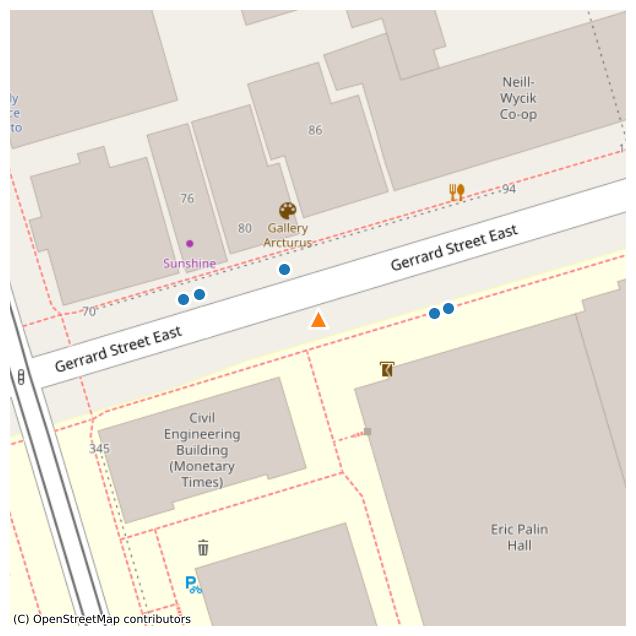 ly
ce
to
Neill-
Wycik
Co-op
86
76
80
94
Gallery
Arcturus
Sunshine
70
Gerrard Street East
Gerrard Street East
Civil
Engineering
Building
(Monetary
Times)
345
Eric Palin
Hall
P
(C) OpenStreetMap contributors